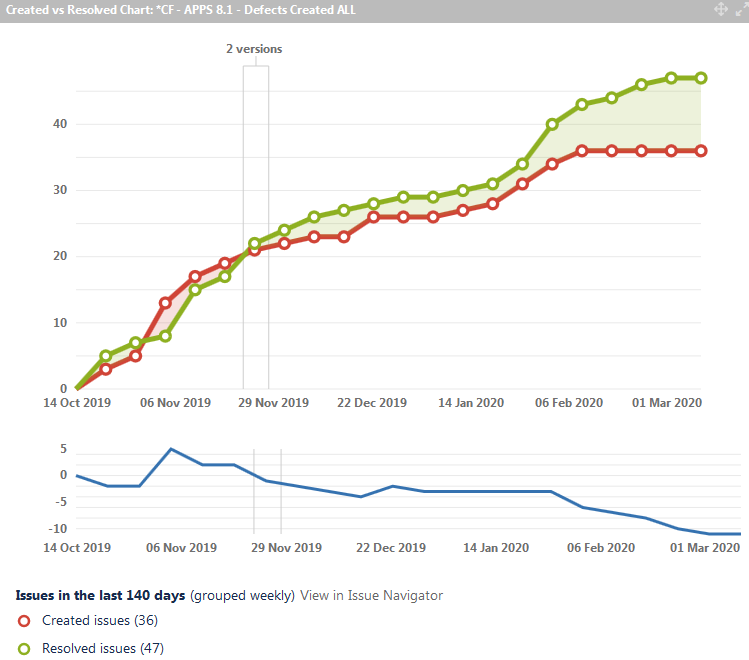 Created vs Resolved Chart: *CF - APPS 8.1 - Defects Created ALL
2 versions
40
30
20
10
0
14 Oct 2019 06 Nov 2019 29 Nov 2019 22 Dec 2019 14 Jan 2020 06 Feb 2020 01 Mar 2020
5
0
-5
-10
14 Oct 2019 06 Nov 2019 29 Nov 2019 22 Dec 2019 14 Jan 2020 06 Feb 2020 01 Mar 2020
Issues in the last 140 days (grouped weekly) View in Issue Navigator
Created issues (36)
Resolved issues (47)